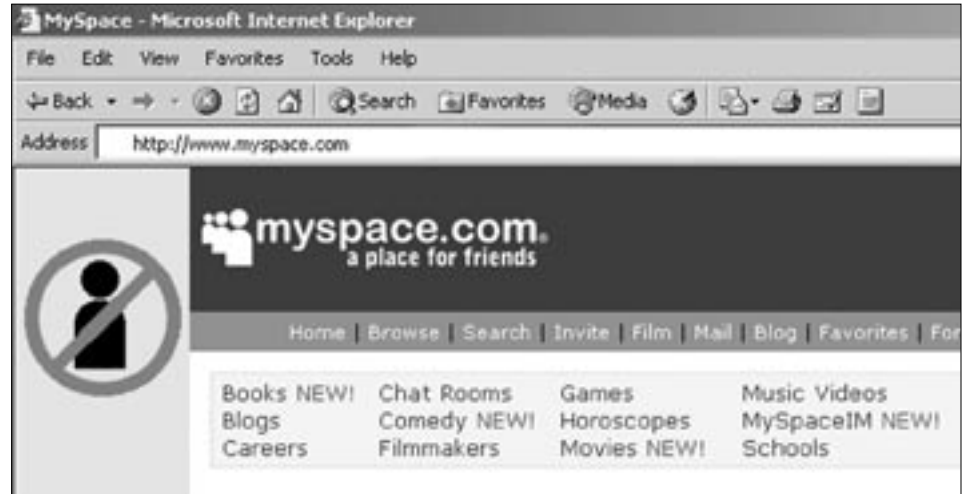 MySpace - Microsoft Internet Explorer
File Edit View Favorites Tools Help
Back Search Favorites Media
Address http://www.myspace.com
myspace.com®
a place for friends
Home | Browse | Search | Invite | Film | Mail | Blog | Favorites | For
Books NEW! Chat Rooms Games Music Videos
Blogs Comedy NEW! Horoscopes MySpaceIM NEW!
Careers Filmmakers Movies NEW! Schools